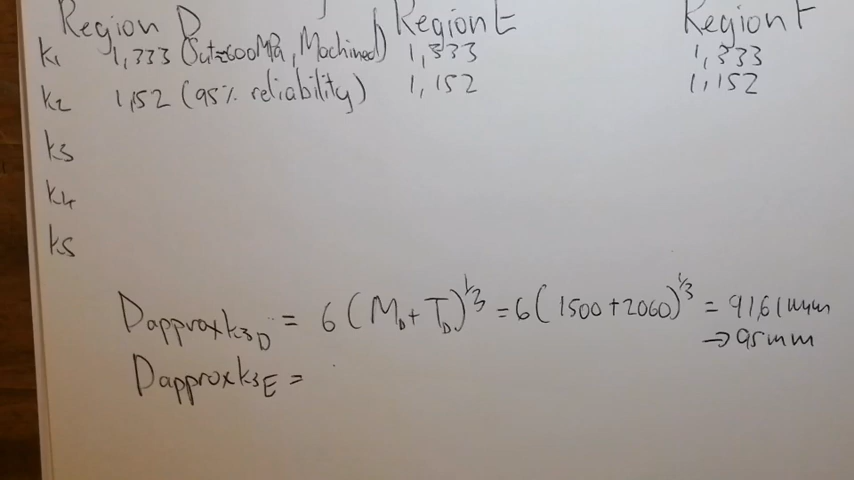 Region D Region E Region F
k1 1,333 (Sut=600MPa, Machined) 1,333 1,333
k2 1,152 (95% reliability) 1,152 1,152
k3
k4
k5
Dapproxk3D = 6(MD+TD)^1/3 = 6(1500+2060)^1/3 = 91,61mm
→95mm
Dapproxk3E =